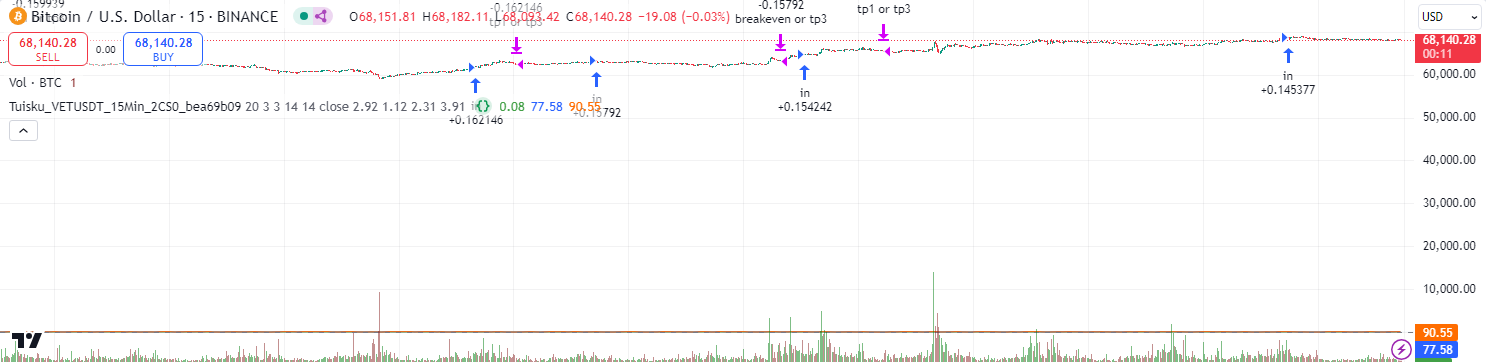 -0.159939
-0.162146
-0.15792
tp1 or tp3
Bitcoin / U.S. Dollar · 15 · BINANCE
O68,151.81 H68,182.11 L68,093.42 C68,140.28 −19.08 (−0.03%)
tp1 or tp3
breakeven or tp3
USD
68,140.28
SELL
0.00
68,140.28
BUY
68,140.28
00:11
60,000.00
Vol · BTC 1
in
+0.145377
in
+0.154242
Tuisku_VETUSDT_15Min_2CS0_bea69b09 20 3 3 14 14 close 2.92 1.12 2.31 3.91 in {} 0.08 77.58 90.55
in
+0.15792
+0.162146
50,000.00
40,000.00
30,000.00
20,000.00
10,000.00
90.55
77.58